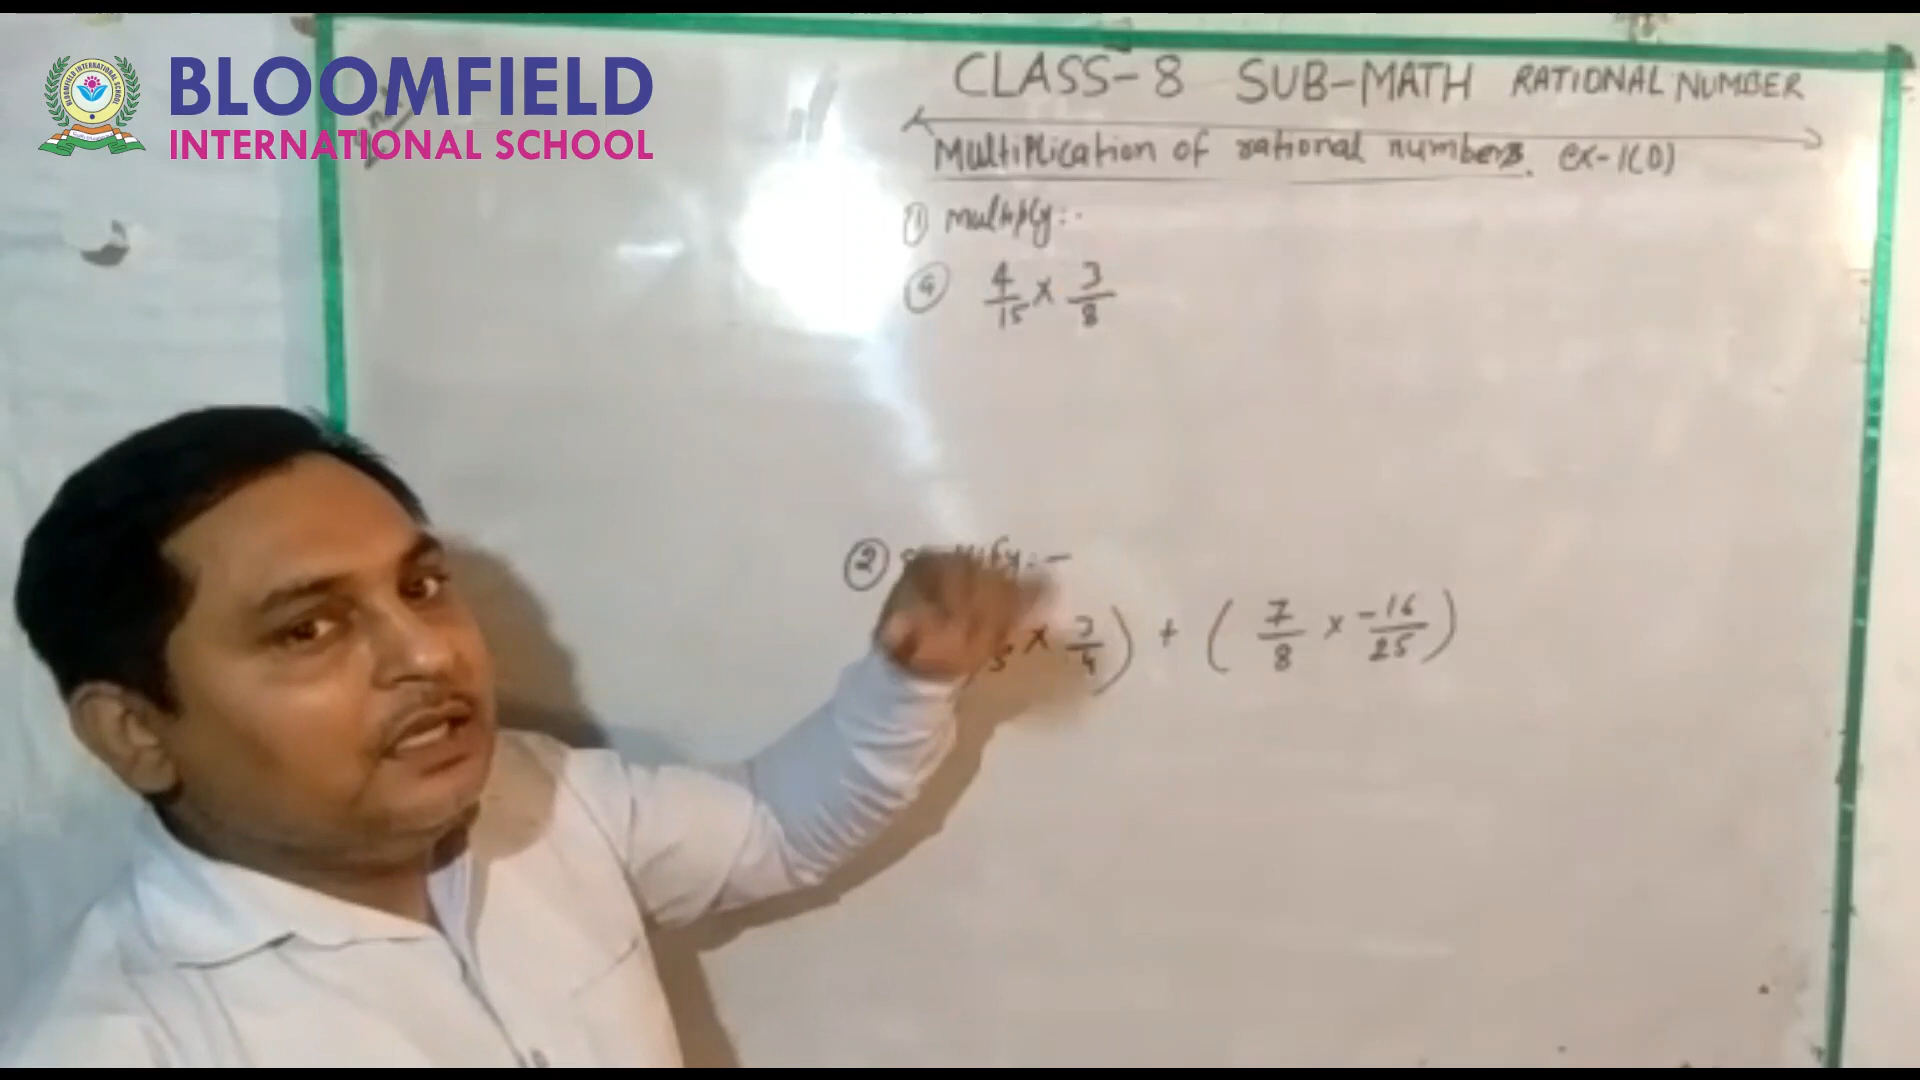 BLOOMFIELD
INTERNATIONAL SCHOOL
CLASS-8 SUB-MATH RATIONAL NUMBER
Multiplication of rational numbers. ex-1(D)
① multiply:-
ⓐ 4/15 × 3/8
② :-
× 3/4) + (7/8 × -16/25)